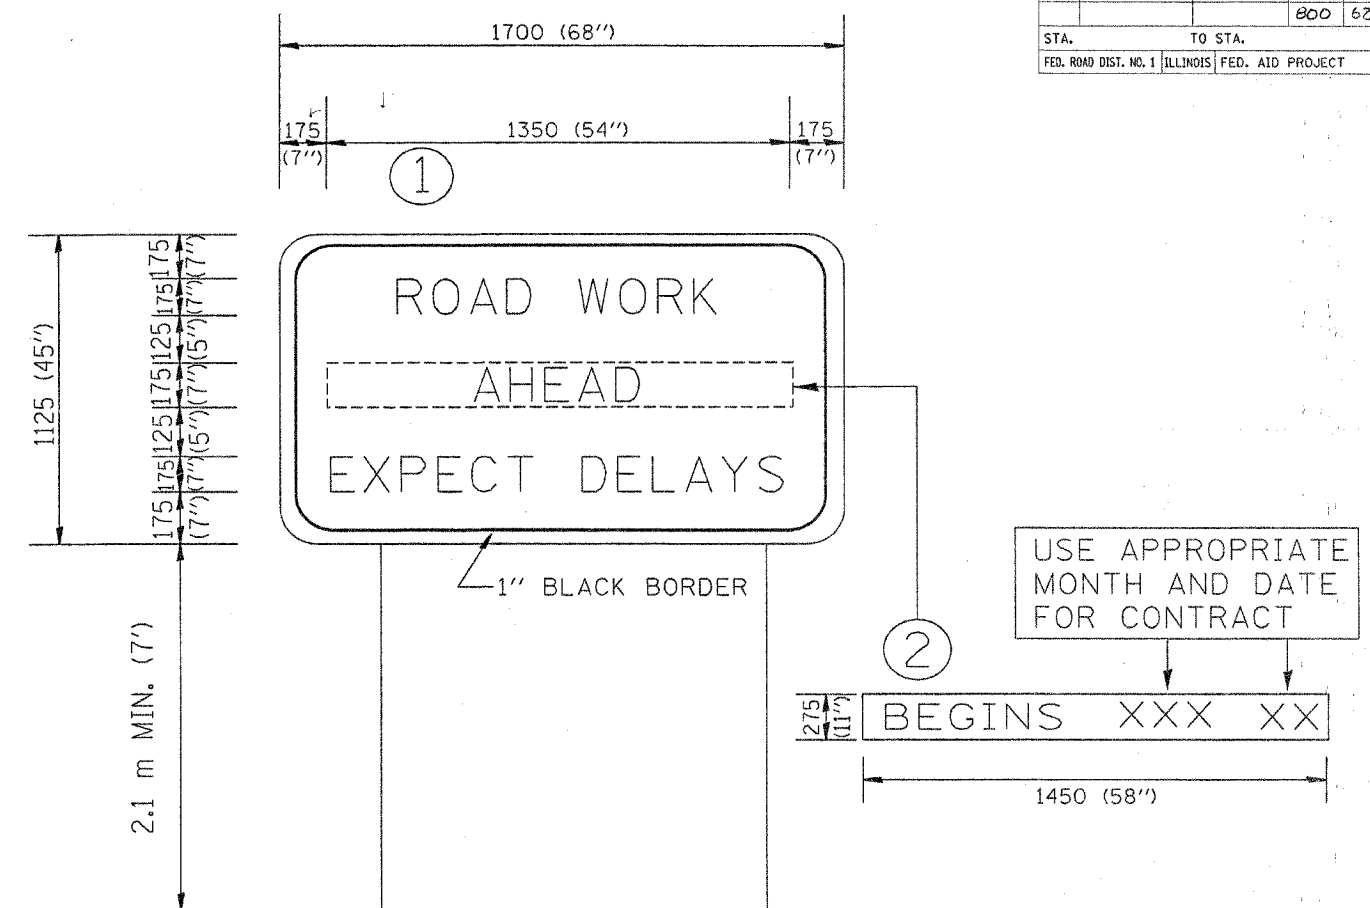 800
STA. TO STA.
FED. ROAD DIST. NO. 1 ILLINOIS FED. AID PROJECT
1700 (68")
175 (7")
1350 (54")
175 (7")
1
1125 (45")
175 (7")
175 (7")
125 (5")
175 (7")
125 (5")
175 (7")
175 (7")
ROAD WORK
AHEAD
EXPECT DELAYS
1" BLACK BORDER
2.1 m MIN. (7')
USE APPROPRIATE
MONTH AND DATE
FOR CONTRACT
2
275 (11")
BEGINS XXX XX
1450 (58")